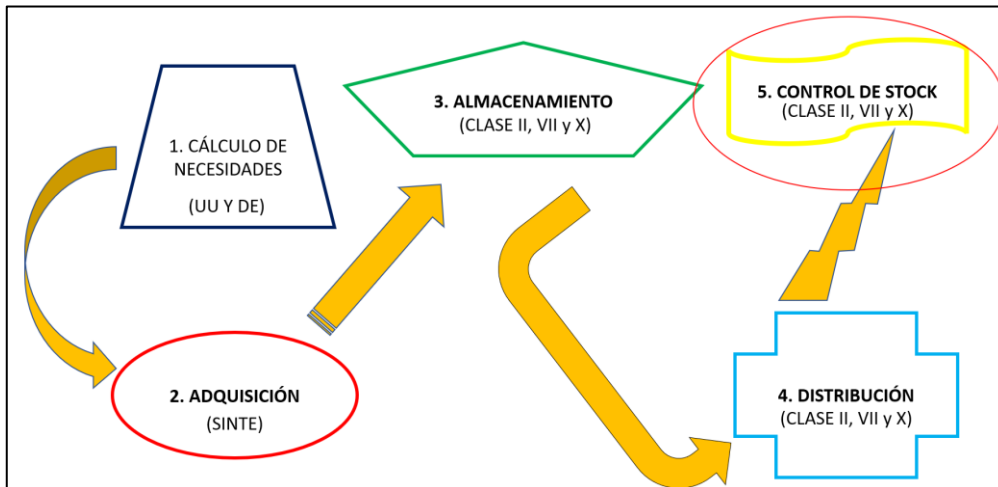 1. CÁLCULO DE
NECESIDADES
(UU Y DE)
2. ADQUISICIÓN
(SINTE)
3. ALMACENAMIENTO
(CLASE II, VII y X)
4. DISTRIBUCIÓN
(CLASE II, VII y X)
5. CONTROL DE STOCK
(CLASE II, VII y X)